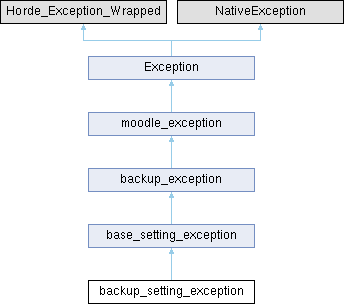 Horde_Exception_Wrapped
NativeException
Exception
moodle_exception
backup_exception
base_setting_exception
backup_setting_exception